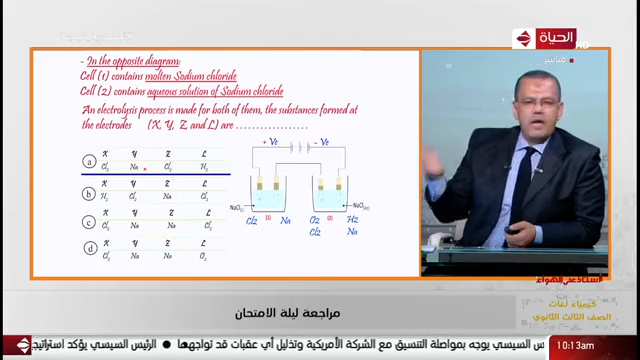 الحياة
HD
مباشر
- In the opposite diagram:
Cell (1) contains molten Sodium chloride
Cell (2) contains aqueous solution of Sodium chloride
An electrolysis process is made for both of them, the substances formed at
the electrodes (X, Y, Z, and L) are ..................
a
X Y Z L
Cl2 Na Cl2 H2
b
X Y Z L
H2 Cl2 Na Cl2
c
X Y Z L
Cl2 Na Na Cl2
d
X Y Z L
Cl2 Na Na O2
+ Ve - Ve
NaCl(l) NaCl(aq)
(1) (2)
Cl2 Na O2 H2
Cl2 Na
#أستاذ_على_الهواء
مراجعة ليلة الامتحان
كيمياء لغات
الصف الثالث الثانوي
الحياة
س السيسي يوجه بمواصلة التنسيق مع الشركة الأمريكية وتذليل أي عقبات قد تواجهها
الرئيس السيسي يؤكد استراتيج
10:13am